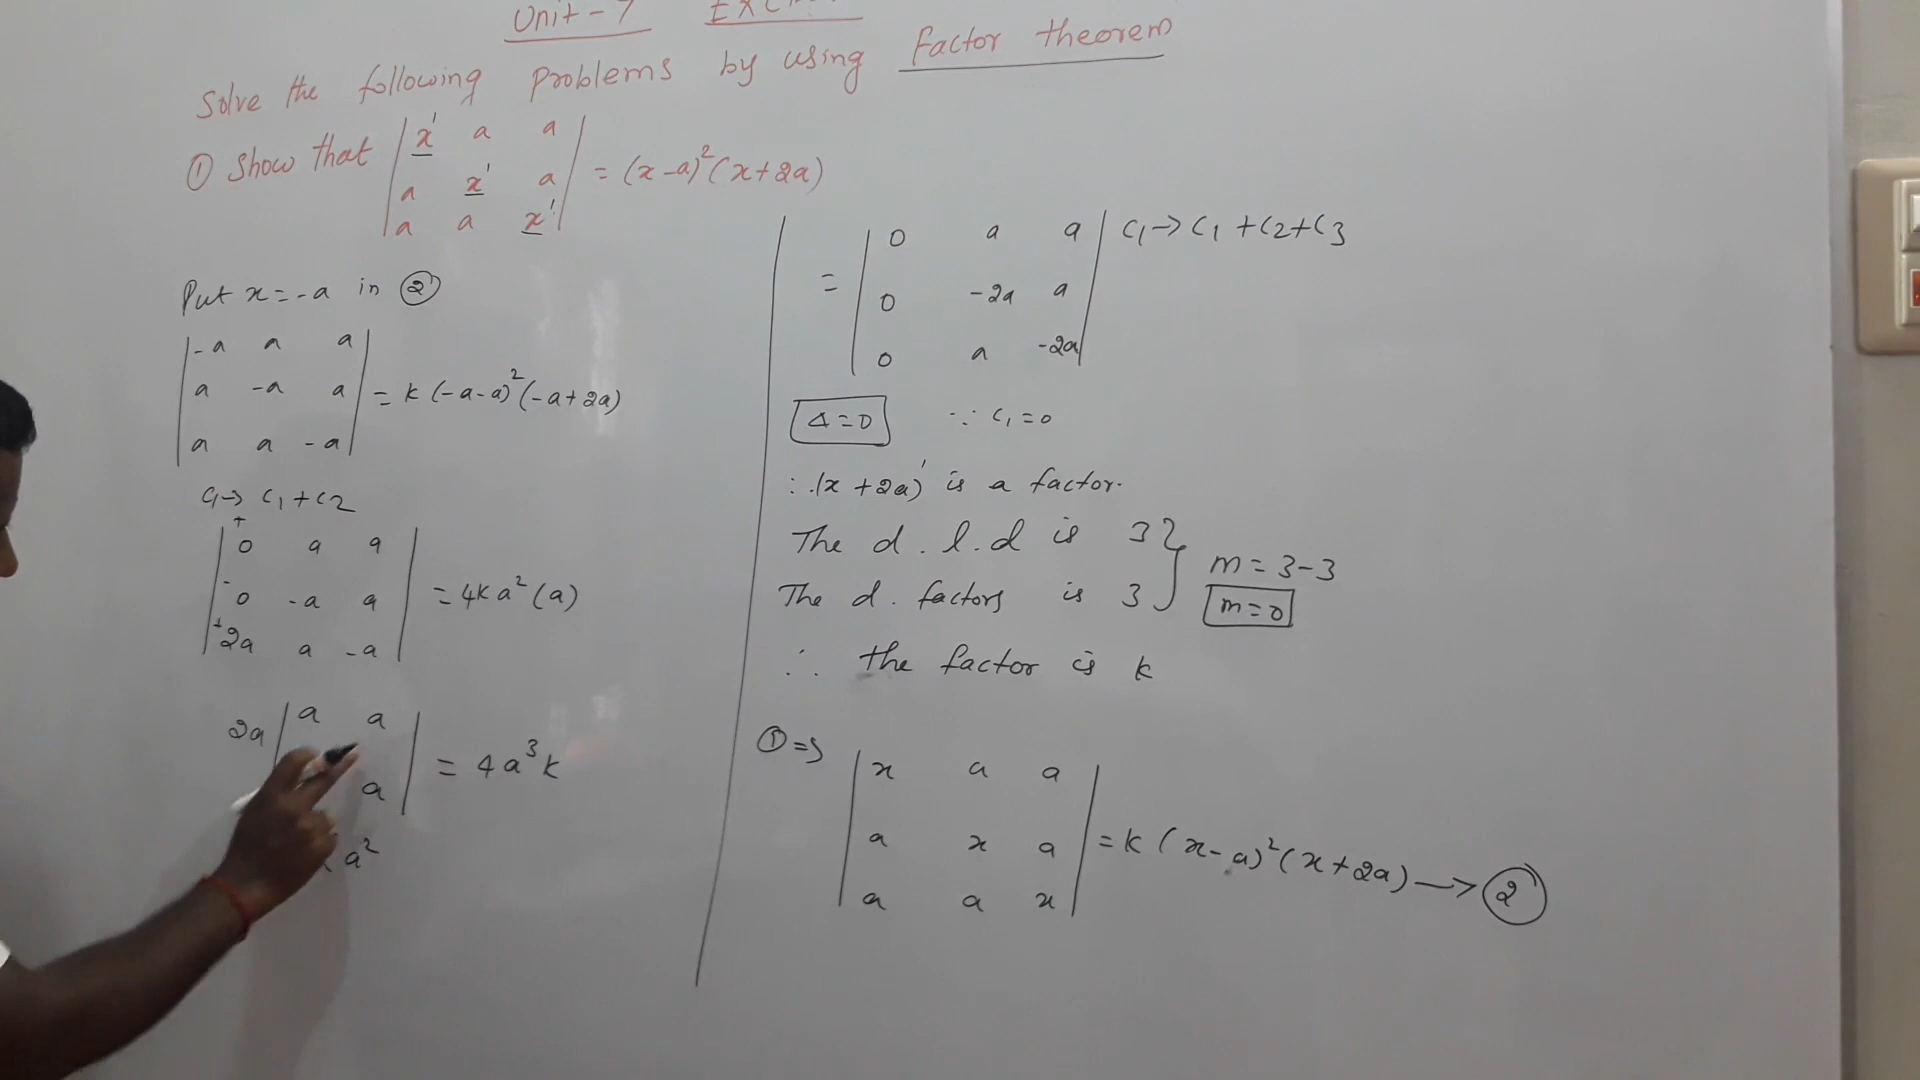 Unit - 7
Solve the following problems by using Factor theorem
① Show that | x' a a | = (x-a)²(x+2a)
| a x' a |
| a a x' |
Put x = -a in ②
| -a a a |
| a -a a | = k (-a-a)²(-a+2a)
| a a -a |
C₁→ C₁+C₂
| 0 a a |
| 0 -a a | = 4ka²(a)
| 2a a -a |
2a | a a | = 4a³k
a |
a²
= | 0 a a | C₁→ C₁+C₂+C₃
| 0 -2a a |
| 0 a -2a |
Δ=0 ∵ C₁=0
∴ (x+2a)' is a factor.
The d. l. d is 3 } m = 3-3
The d. factors is 3 } m=0
∴ the factor is k
①⇒ | x a a |
| a x a | = k (x-a)²(x+2a) → ②
| a a x |